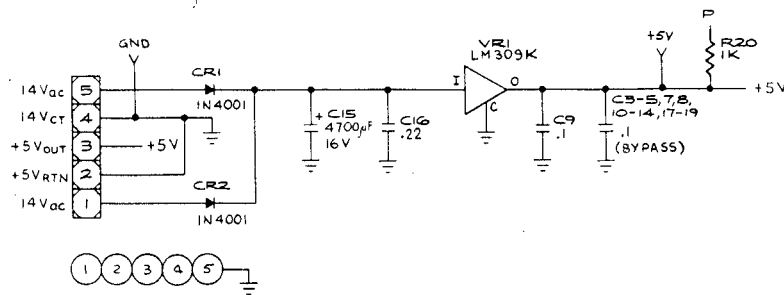 GND
+5V
P
VR1
LM309K
R20
1K
CR1
14Vac 5
1N4001
I
O
C
+5V
14VCT 4
+ C15
4700µF
16V
C16
.22
C9
.1
C3-5,7,8,
10-14,17-19
.1
(BYPASS)
+5VOUT 3
+5V
+5VRTN 2
CR2
14Vac 1
1N4001
1 2 3 4 5